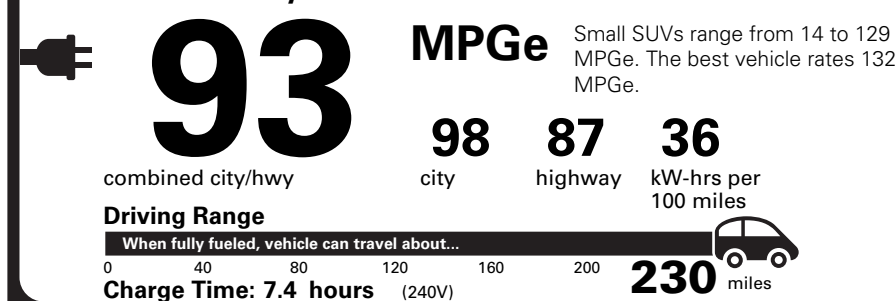 93
MPGe
Small SUVs range from 14 to 129
MPGe. The best vehicle rates 132
MPGe.
98 87 36
combined city/hwy city highway kW-hrs per
100 miles
Driving Range
When fully fueled, vehicle can travel about...
0 40 80 120 160 200 230 miles
Charge Time: 7.4 hours (240V)